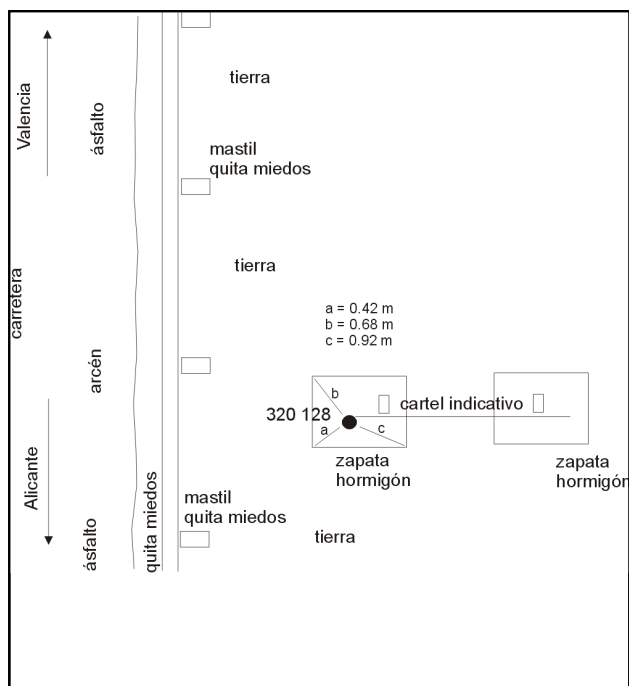 Valencia
ásfalto
tierra
mastil
quita miedos
carretera
tierra
a = 0.42 m
b = 0.68 m
c = 0.92 m
arcén
b
320 128
a
c
cartel indicativo
zapata
hormigón
zapata
hormigón
Alicante
ásfalto
quita miedos
mastil
quita miedos
tierra